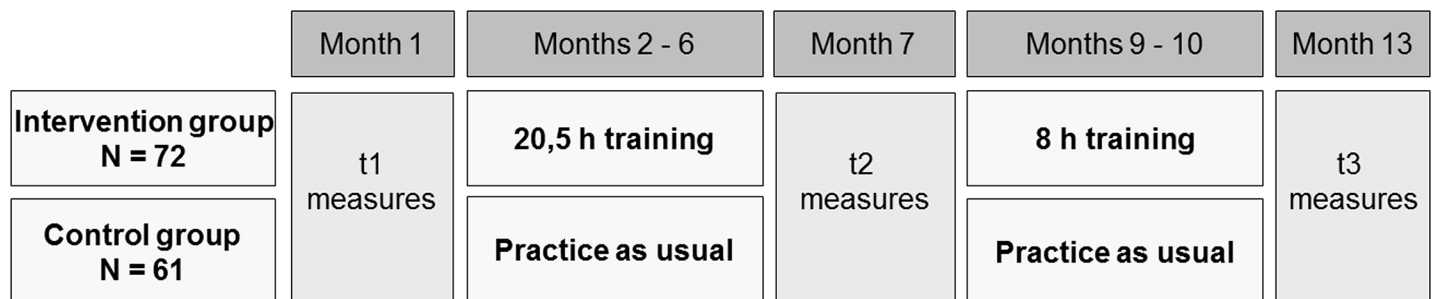 Month 1
Months 2 - 6
Month 7
Months 9 - 10
Month 13
Intervention group
N = 72
t1
measures
20,5 h training
t2
measures
8 h training
t3
measures
Control group
N = 61
Practice as usual
Practice as usual